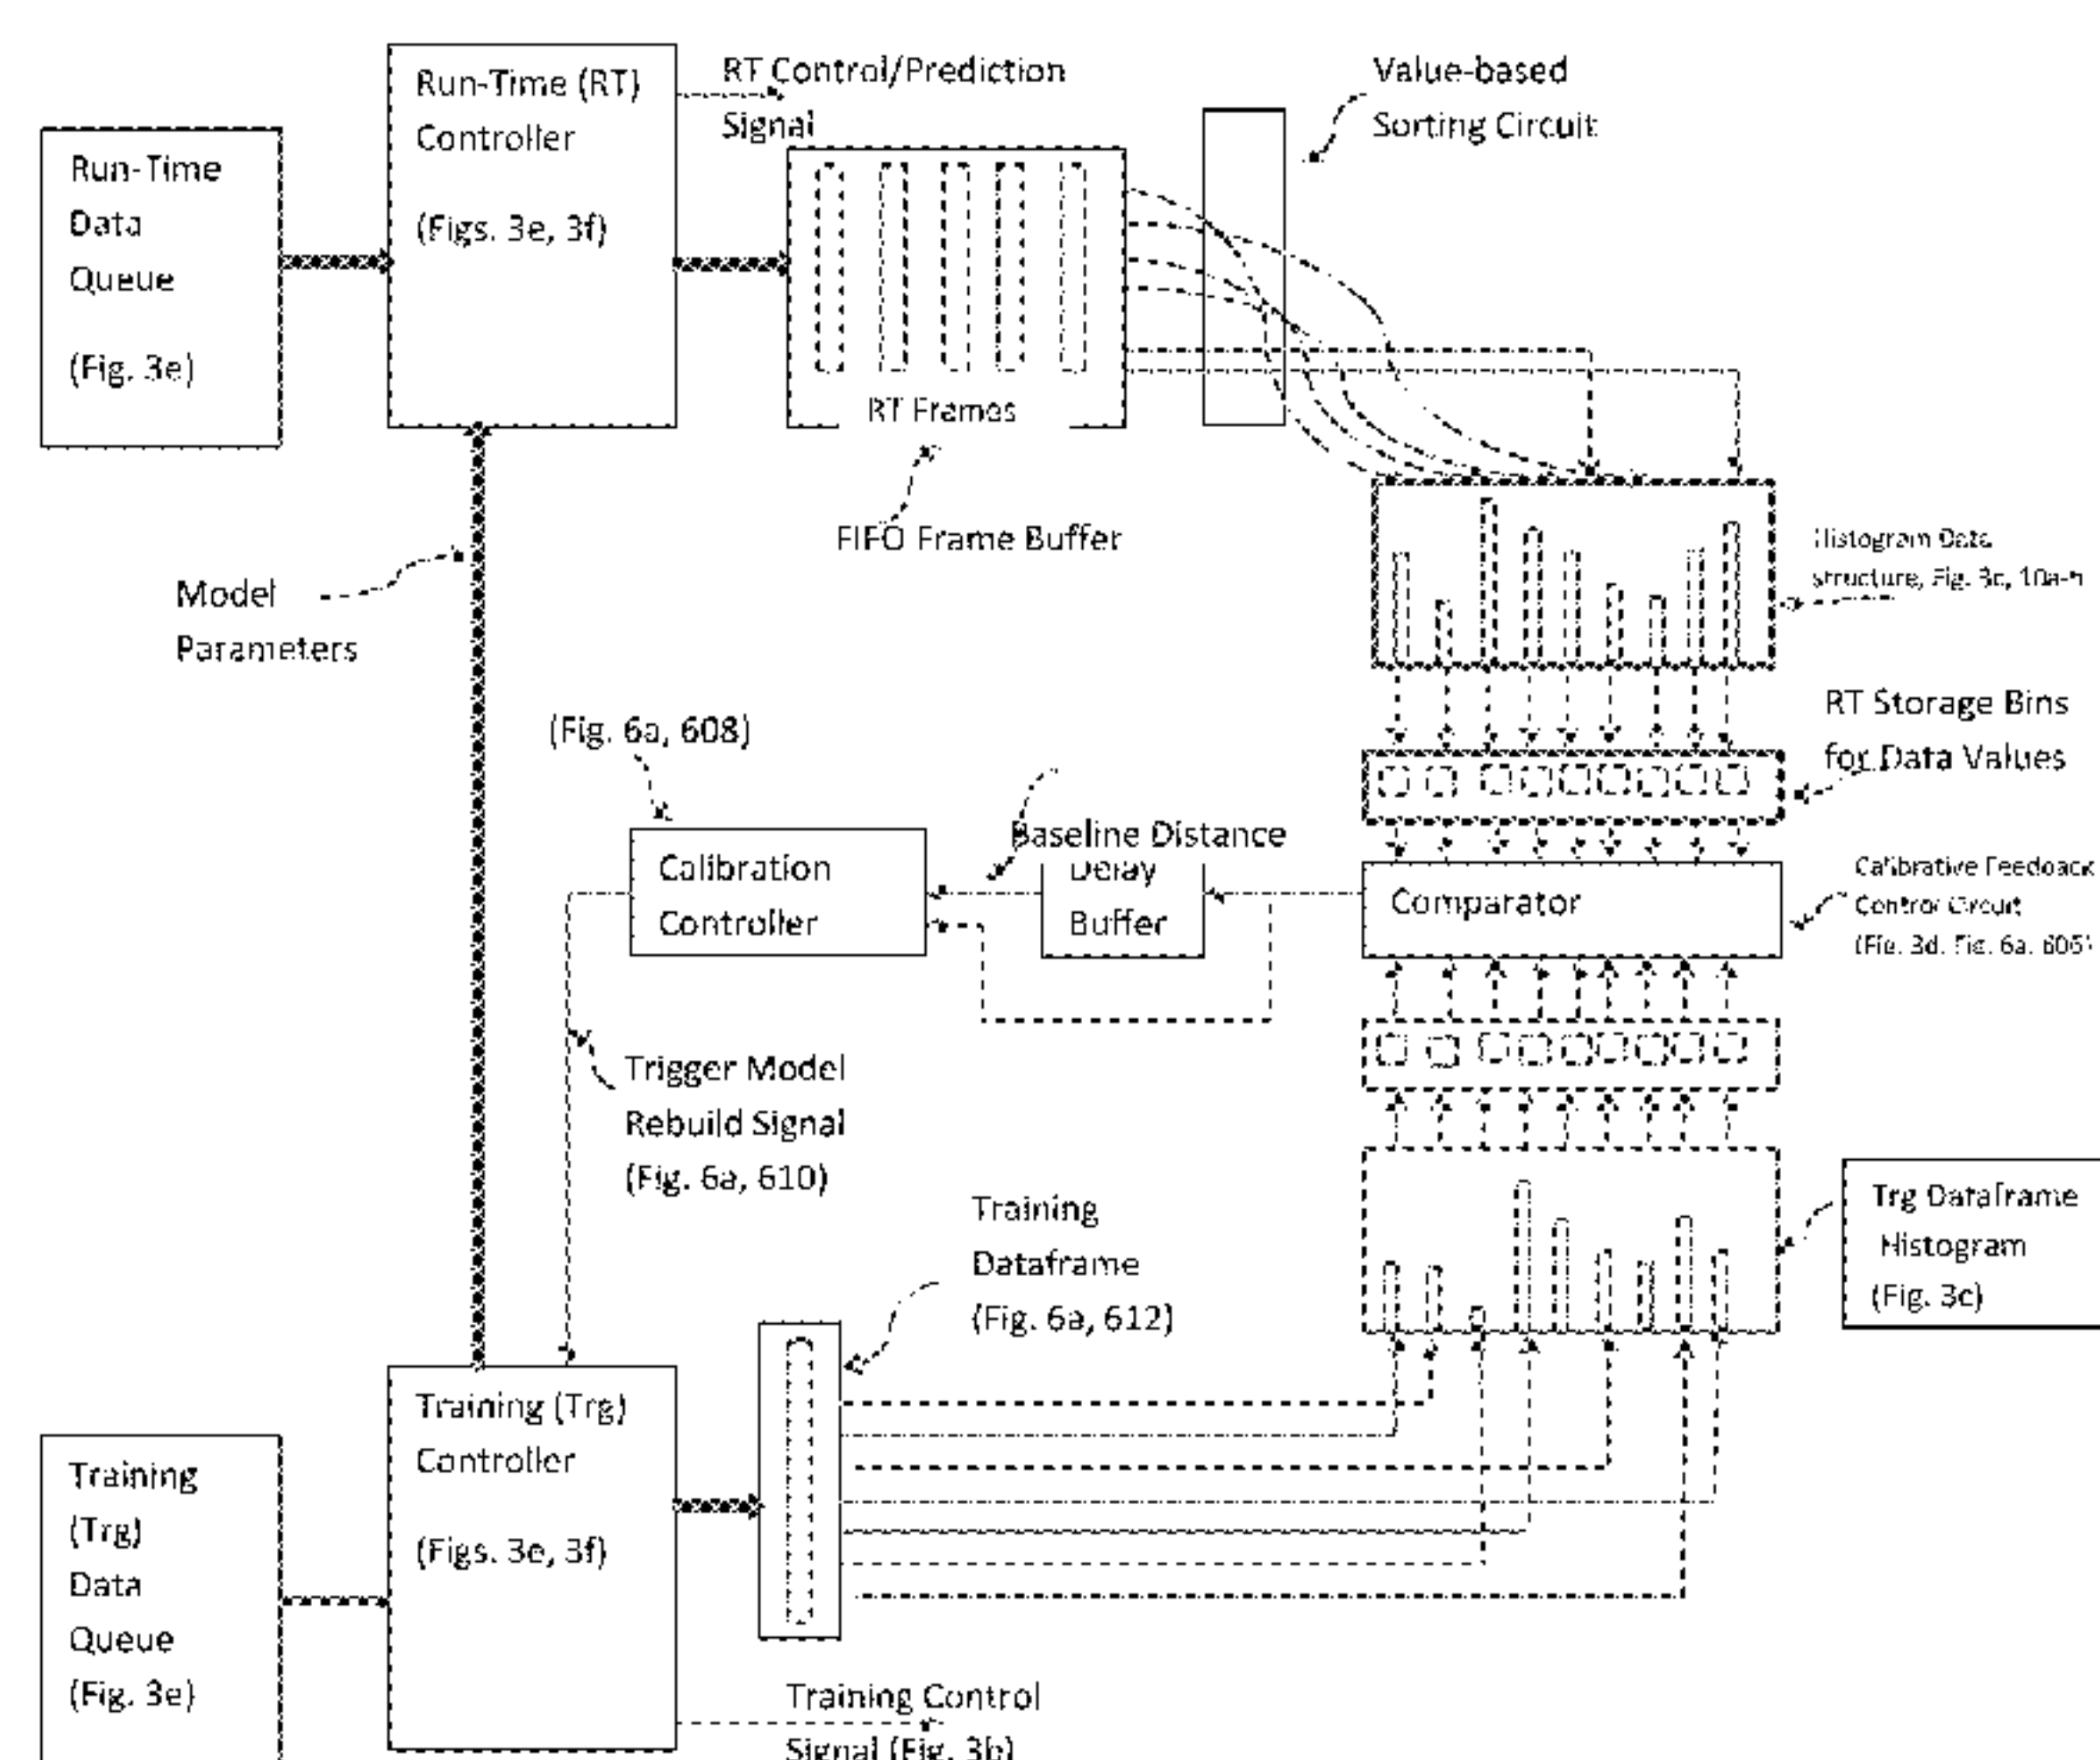 Run-Time (RT)
Controller
(Figs. 3e, 3f)
RT Control/Prediction
Signal
Value-based
Sorting Circuit
Run-Time
Data
Queue
(Fig. 3e)
RT Frames
FIFO Frame Buffer
Histogram Data
structure, Fig. 3c, 10a-h
Model
Parameters
RT Storage Bins
for Data Values
(Fig. 6a, 608)
Baseline Distance
Calibration
Controller
Delay
Buffer
Comparator
Calibrative Feedback
Control Circuit
(Fig. 3d, Fig. 6a, 606)
Trigger Model
Rebuild Signal
(Fig. 6a, 610)
Training
Dataframe
(Fig. 6a, 612)
Trg Dataframe
Histogram
(Fig. 3c)
Training (Trg)
Controller
(Figs. 3e, 3f)
Training
(Trg)
Data
Queue
(Fig. 3e)
Training Control
Signal (Fig. 3b)